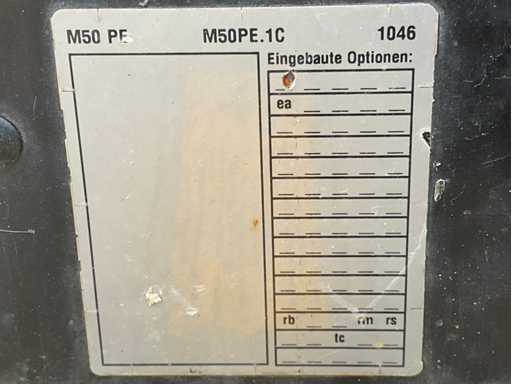 M50 PE M50PE.1C 1046
Eingebaute Optionen:
ea
rb rm rs
tc